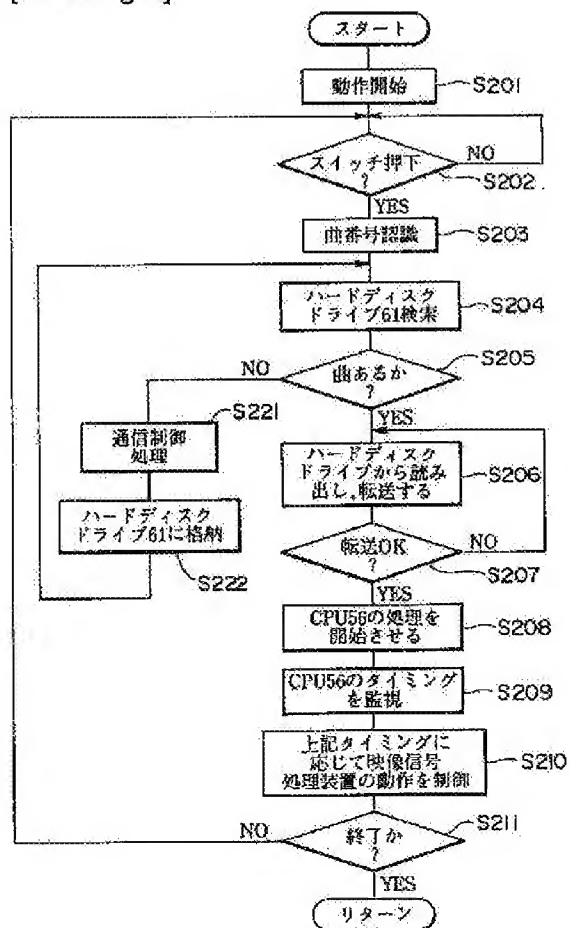 スタート
動作開始
S201
スイッチ押下
?
NO
S202
YES
曲番号認識
S203
ハードディスク
ドライブ61検索
S204
曲あるか
?
S205
NO
YES
S221
通信制御
処理
ハードディスク
ドライブ61に格納
S222
ハードディスク
ドライブから読み
出し,転送する
S206
転送OK
?
NO
S207
YES
CPU56の処理を
開始させる
S208
CPU56のタイミング
を監視
S209
上記タイミングに
応じて映像信号
処理装置の動作を制御
S210
終了か
?
S211
NO
YES
リターン